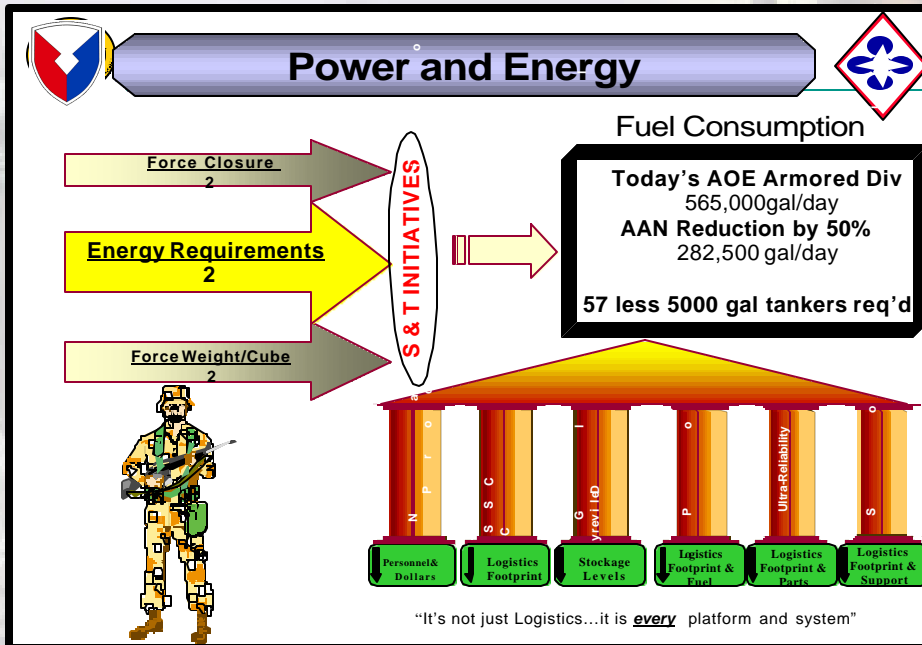 Power and Energy
Force Closure
2
Energy Requirements
2
Force Weight/Cube
2
S & T INITIATIVES
Fuel Consumption
Today's AOE Armored Div
565,000gal/day
AAN Reduction by 50%
282,500 gal/day
57 less 5000 gal tankers req'd
Ultra-Reliability
Personnel &
Dollars
Logistics
Footprint
Stockage
Levels
Logistics
Footprint &
Fuel
Logistics
Footprint &
Parts
Logistics
Footprint &
Support
“It's not just Logistics…it is every platform and system”